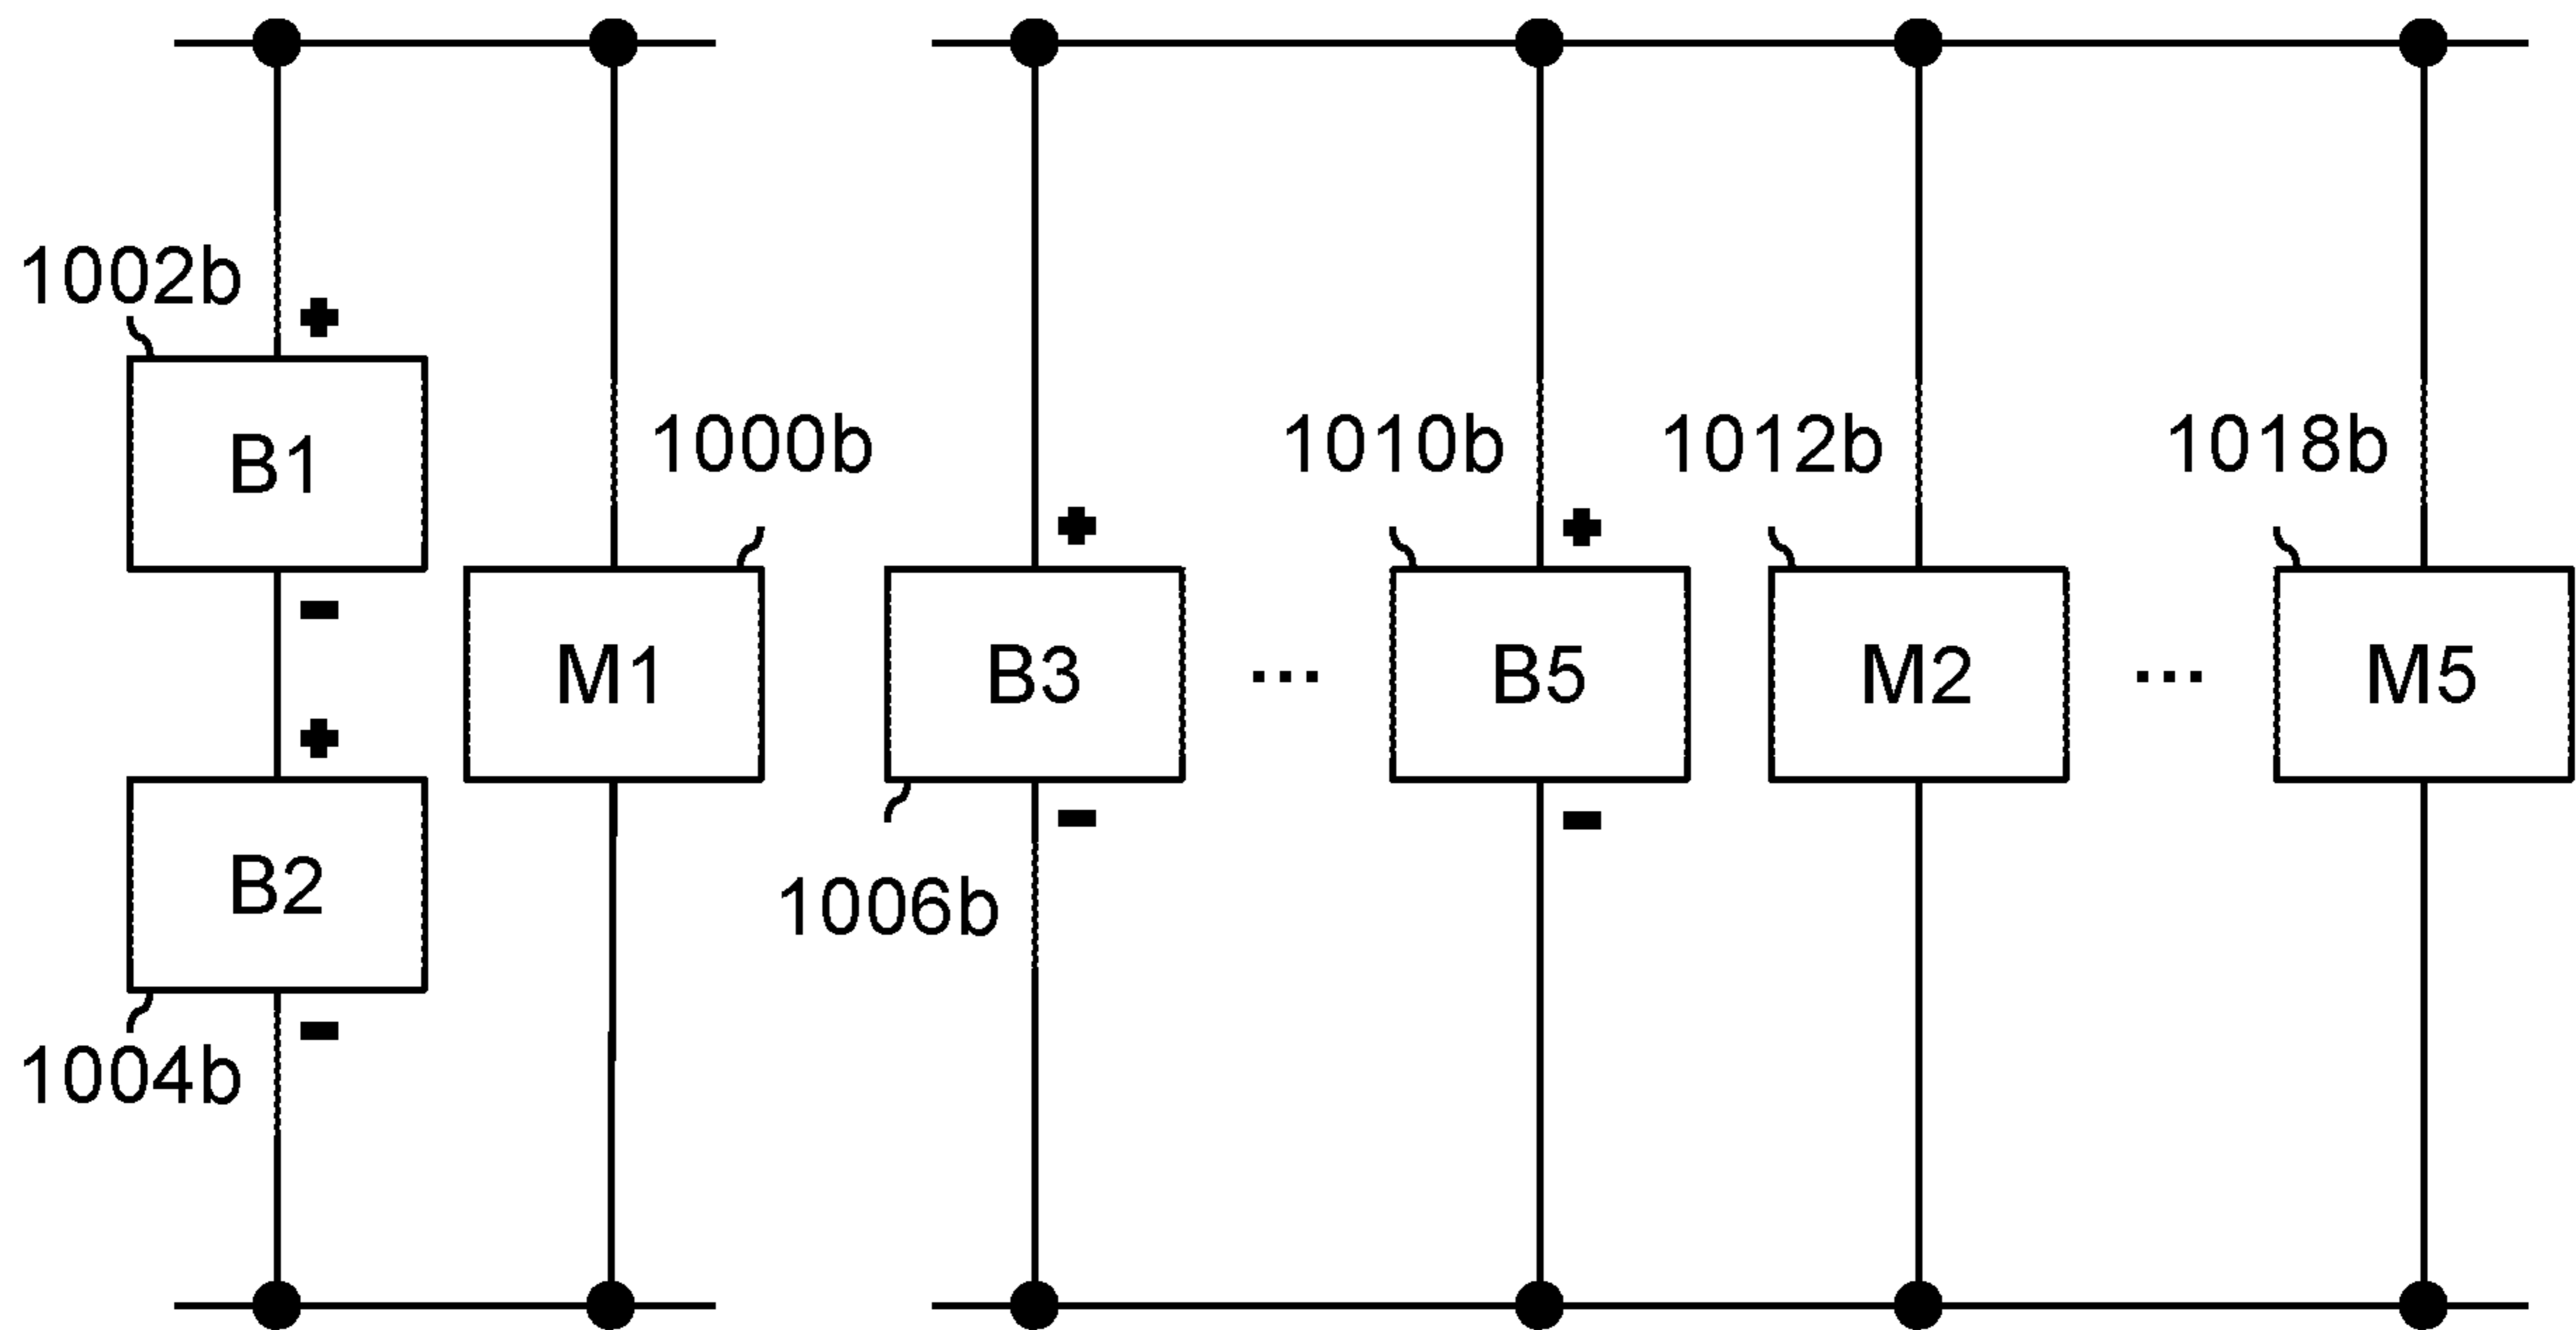 1002b
+
B1
-
+
B2
-
1004b
1000b
M1
+
B3
-
1006b
...
1010b
+
B5
-
1012b
M2
...
1018b
M5